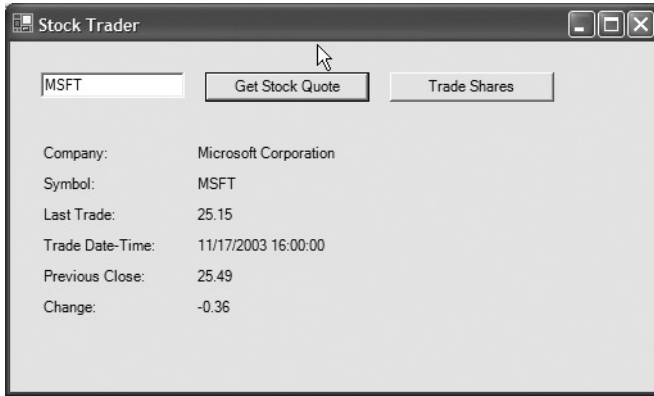 Stock Trader
MSFT Get Stock Quote Trade Shares
Company: Microsoft Corporation
Symbol: MSFT
Last Trade: 25.15
Trade Date-Time: 11/17/2003 16:00:00
Previous Close: 25.49
Change: -0.36